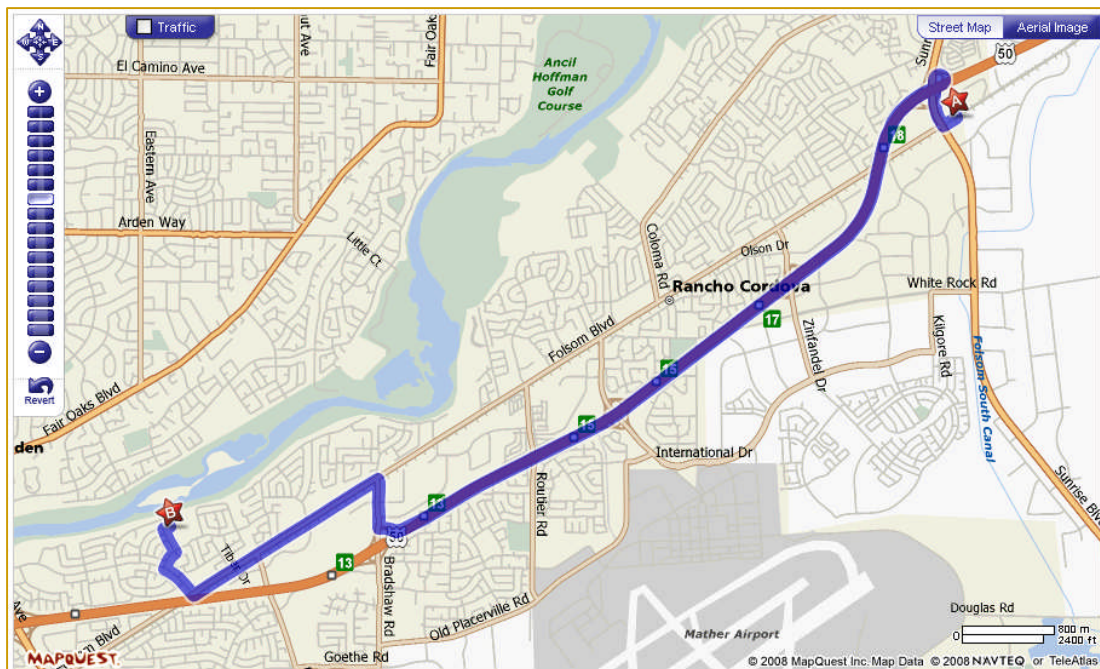 Traffic
Street Map
Aerial Image
N
W
E
S
El Camino Ave
Fair Oak
Ancil
Hoffman
Golf
Course
50
A
18
Eastern Ave
Arden Way
Little Ct
Coloma Rd
Olson Dr
Rancho Cordova
White Rock Rd
17
Zinfandel Dr
Kilgore Rd
Folsom South Canal
Folsom Blvd
16
15
Revert
Fair Oaks Blvd
den
International Dr
Sunrise Blvd
Routier Rd
B
13
50
13
Tiber Dr
Bradshaw Rd
Old Placerville Rd
Mather Airport
Douglas Rd
800 m
0
2400 ft
Goethe Rd
MAPQUEST.
© 2008 MapQuest Inc. Map Data © 2008 NAVTEQ TeleAtlas